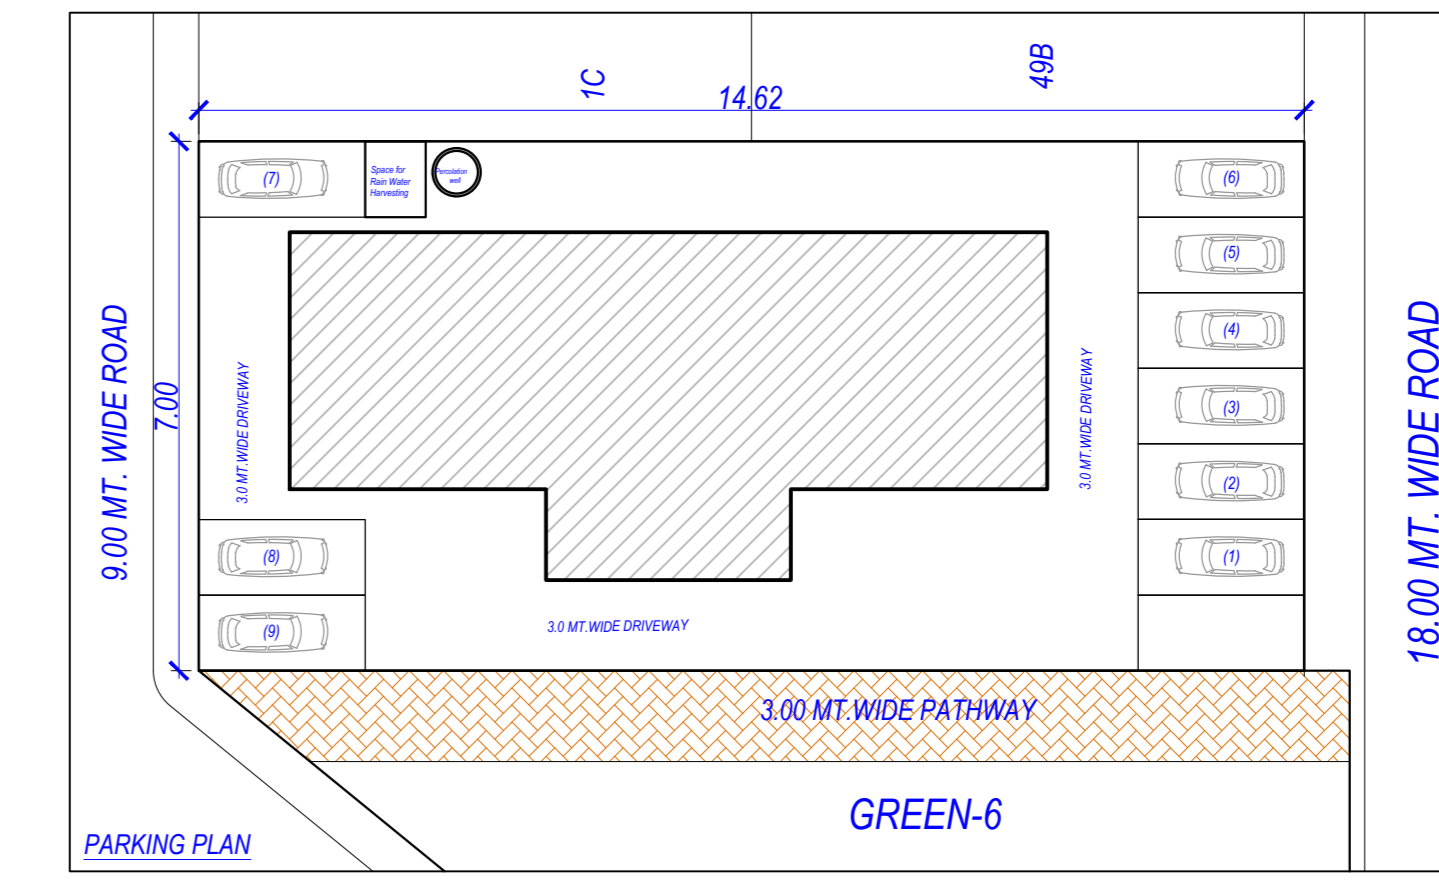 1C
49B
14.62
(7)
Space for
Rain Water
Harvesting
Percolation
well
(6)
(5)
(4)
(3)
(2)
(1)
9.00 MT. WIDE ROAD
7.00
3.0 MT.WIDE DRIVEWAY
3.0 MT.WIDE DRIVEWAY
18.00 MT. WIDE ROAD
(8)
(9)
3.0 MT.WIDE DRIVEWAY
3.00 MT.WIDE PATHWAY
GREEN-6
PARKING PLAN